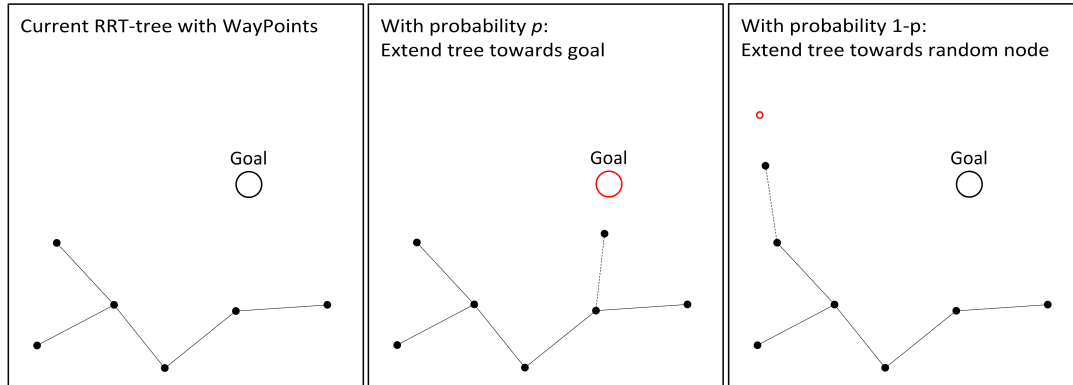 Current RRT-tree with WayPoints
Goal
With probability p:
Extend tree towards goal
Goal
With probability 1-p:
Extend tree towards random node
Goal